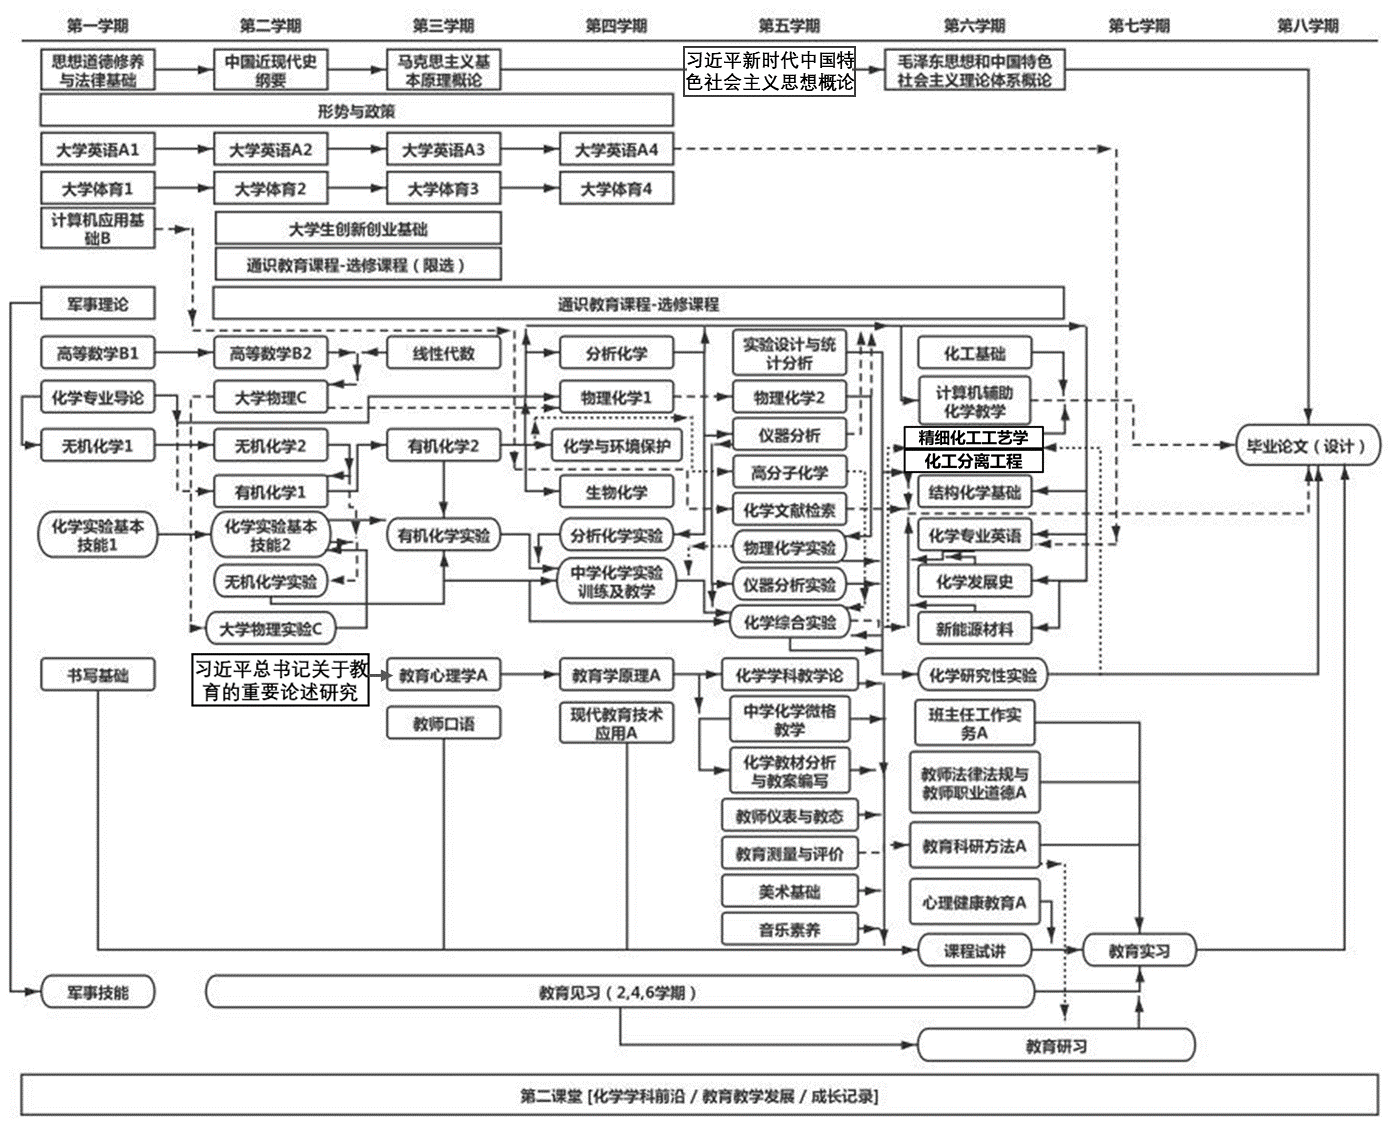 第一学期 第二学期 第三学期 第四学期 第五学期 第六学期 第七学期 第八学期
思想道德修养
与法律基础
中国近现代史
纲要
马克思主义基
本原理概论
习近平新时代中国特
色社会主义思想概论
毛泽东思想和中国特色
社会主义理论体系概论
形势与政策
大学英语A1 大学英语A2 大学英语A3 大学英语A4
大学体育1 大学体育2 大学体育3 大学体育4
计算机应用基
础B
大学生创新创业基础
通识教育课程-选修课程（限选）
军事理论 通识教育课程-选修课程
高等数学B1 高等数学B2 线性代数 分析化学
实验设计与统
计分析
化工基础
化学专业导论 大学物理C 物理化学1 物理化学2
计算机辅助
化学教学
无机化学1 无机化学2 有机化学2 化学与环境保护 仪器分析
精细化工工艺学
化工分离工程
毕业论文（设计）
高分子化学
有机化学1 生物化学 化学文献检索 结构化学基础
化学实验基本
技能1
化学实验基本
技能2
有机化学实验 分析化学实验 物理化学实验 化学专业英语
无机化学实验
中学化学实验
训练及教学
仪器分析实验 化学发展史
大学物理实验C 化学综合实验 新能源材料
书写基础
习近平总书记关于教
育的重要论述研究
教育心理学A 教育学原理A 化学学科教学论 化学研究性实验
教师口语
现代教育技术
应用A
中学化学微格
教学
班主任工作实
务A
化学教材分析
与教案编写
教师法律法规与
教师职业道德A
教师仪表与教态
教育测量与评价 教育科研方法A
美术基础 心理健康教育A
音乐素养 课程试讲 教育实习
军事技能 教育见习（2,4,6学期）
教育研习
第二课堂 [化学学科前沿 / 教育教学发展 / 成长记录]